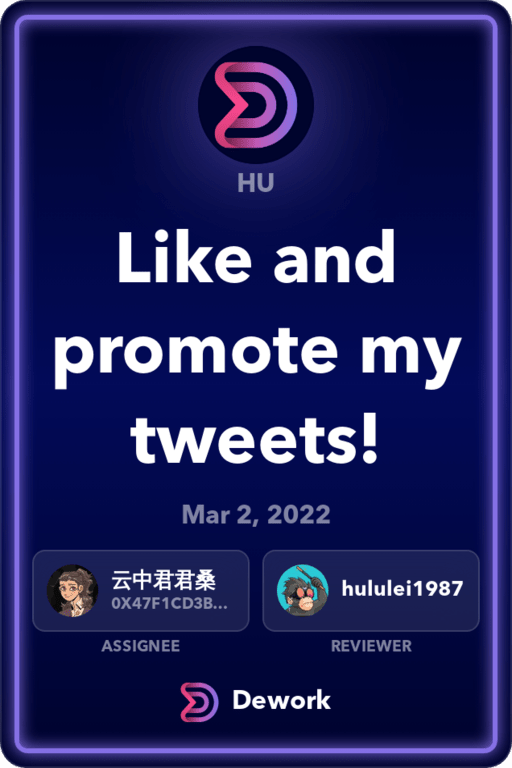 HU
Like and
promote my
tweets!
Mar 2, 2022
云中君君桑
0X47F1CD3B...
ASSIGNEE
hululei1987
REVIEWER
Dework